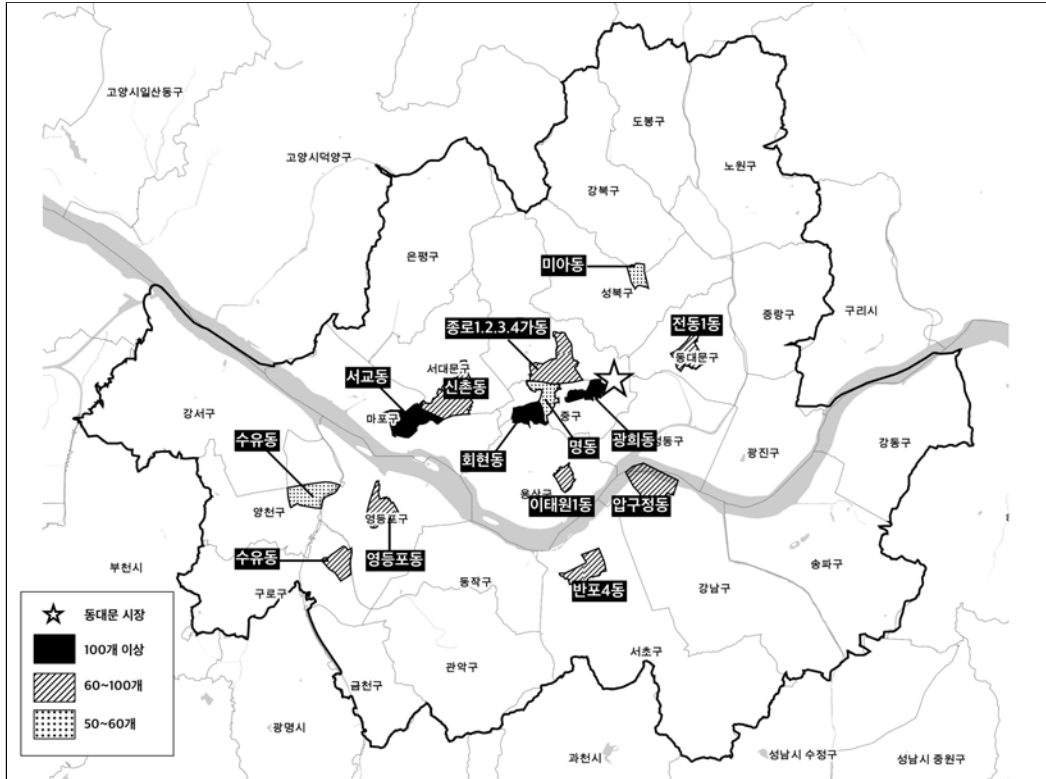 고양시일산동구
도봉구
고양시덕양구
노원구
강북구
은평구
미아동
성북구
중랑구
구리시
종로1.2.3.4가동
전동1동
동대문구
서대문구
서교동
신촌동
강서구
마포구
중구
수유동
회현동
명동
광희동
성동구
광진구
강동구
양천구
용산구
이태원1동
압구정동
영등포구
수유동
영등포동
부천시
동작구
송파구
구로구
반포4동
강남구
동대문 시장
100개 이상
60~100개
50~60개
서초구
관악구
금천구
광명시
과천시
성남시 수정구
성남시 중원구